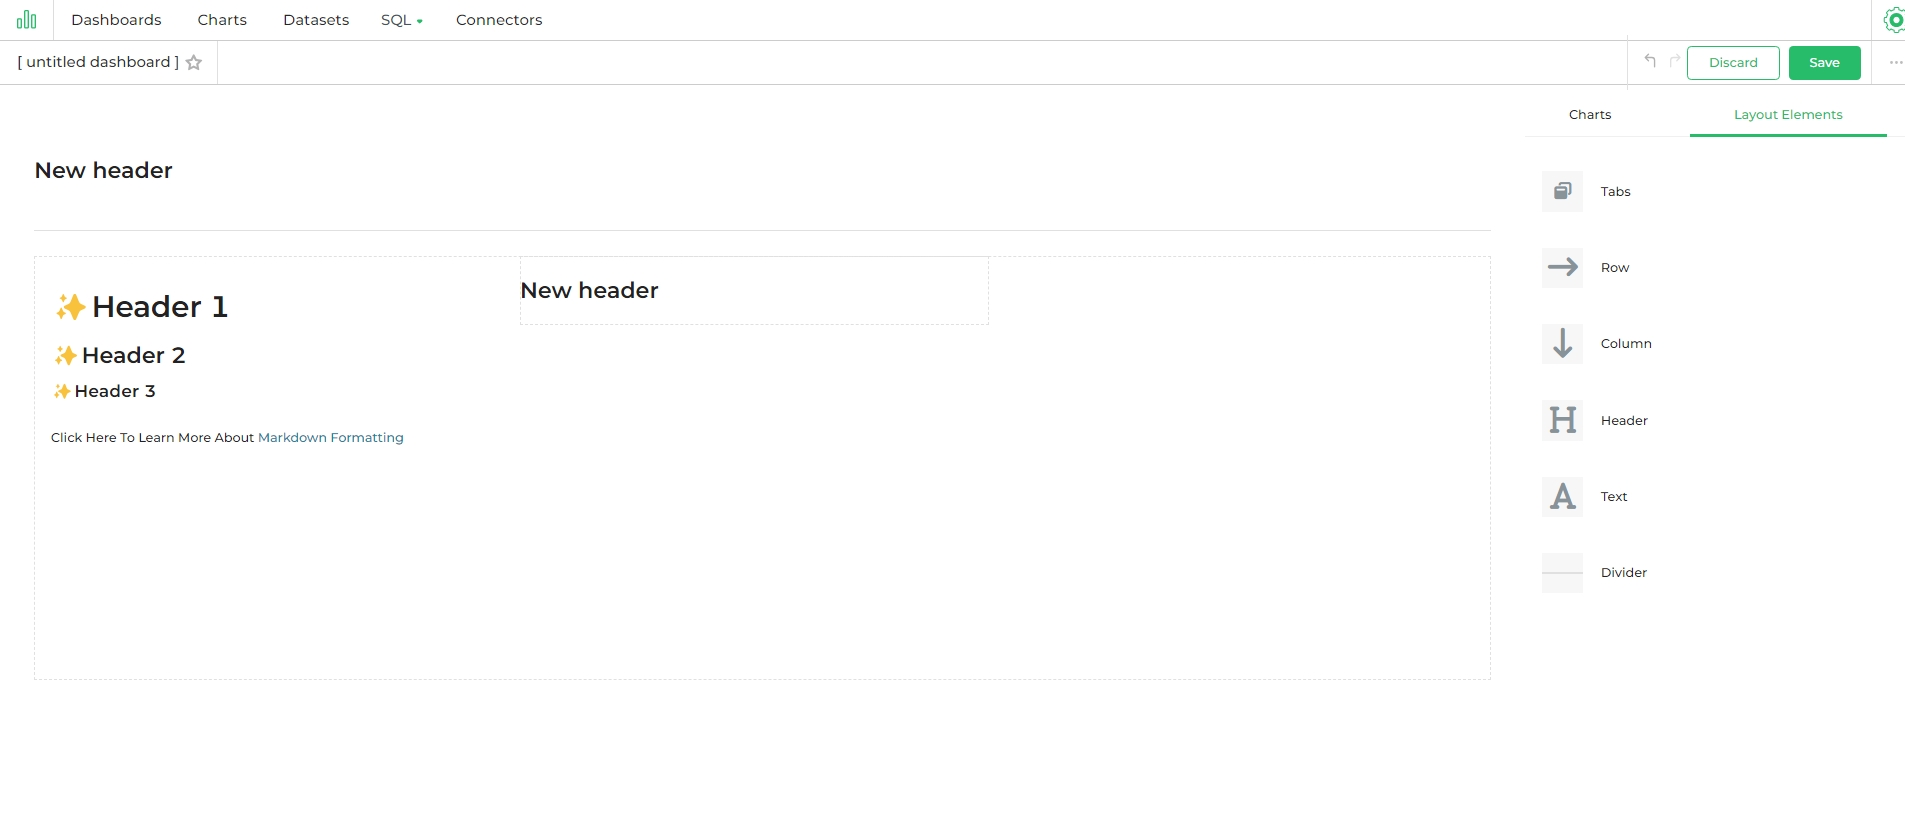 Dashboards Charts Datasets SQL Connectors
[ untitled dashboard ] Discard Save ...
Charts Layout Elements
New header
Tabs
Row
✨ Header 1
New header
✨ Header 2
✨ Header 3
Click Here To Learn More About Markdown Formatting
Column
H Header
A Text
Divider